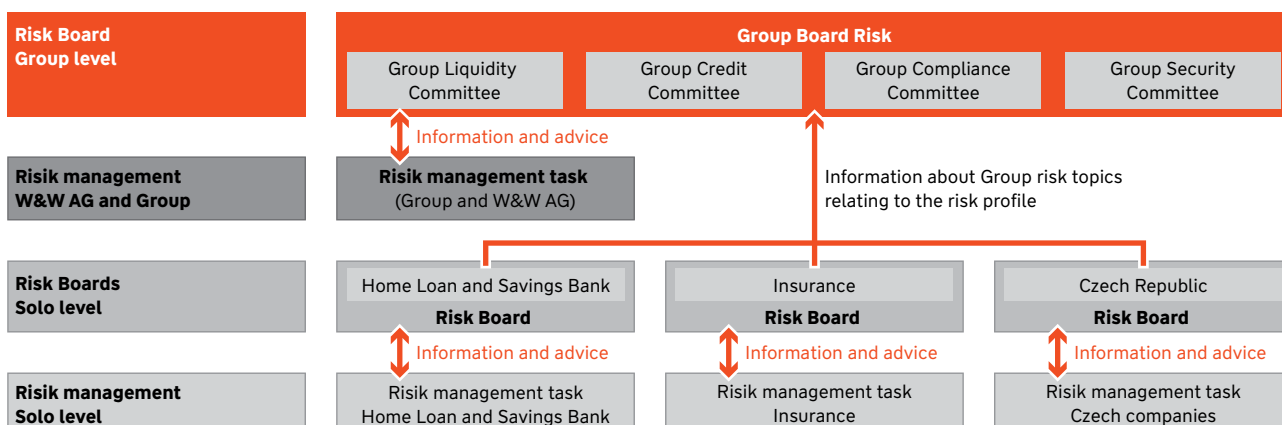 Risk Board
Group level
Group Board Risk
Group Liquidity
Committee
Group Credit
Committee
Group Compliance
Committee
Group Security
Committee
Information and advice
Risik management
W&W AG and Group
Risik management task
(Group and W&W AG)
Information about Group risk topics
relating to the risk profile
Risk Boards
Solo level
Home Loan and Savings Bank
Risk Board
Insurance
Risk Board
Czech Republic
Risk Board
Information and advice
Information and advice
Information and advice
Risik management
Solo level
Risik management task
Home Loan and Savings Bank
Risik management task
Insurance
Risik management task
Czech companies